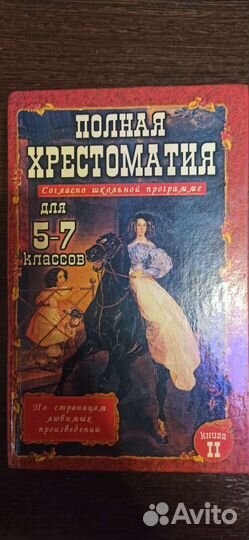 ПОЛНАЯ
ХРЕСТОМАТИЯ
Согласно школьной программе
для
5-7
классов
По страницам
любимых
произведений
книга
II
Avito